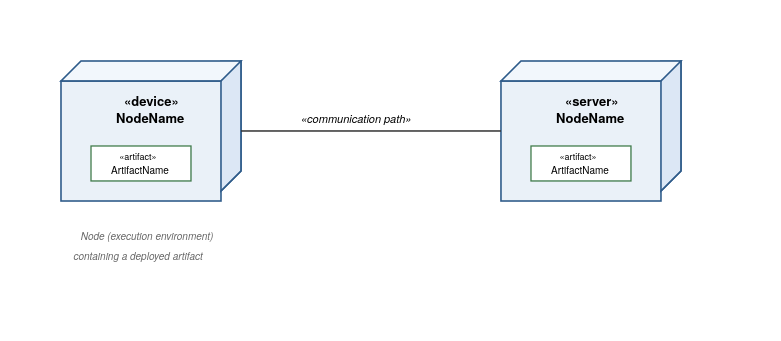 «device»
NodeName
«artifact»
ArtifactName
«communication path»
«server»
NodeName
«artifact»
ArtifactName
Node (execution environment)
containing a deployed artifact